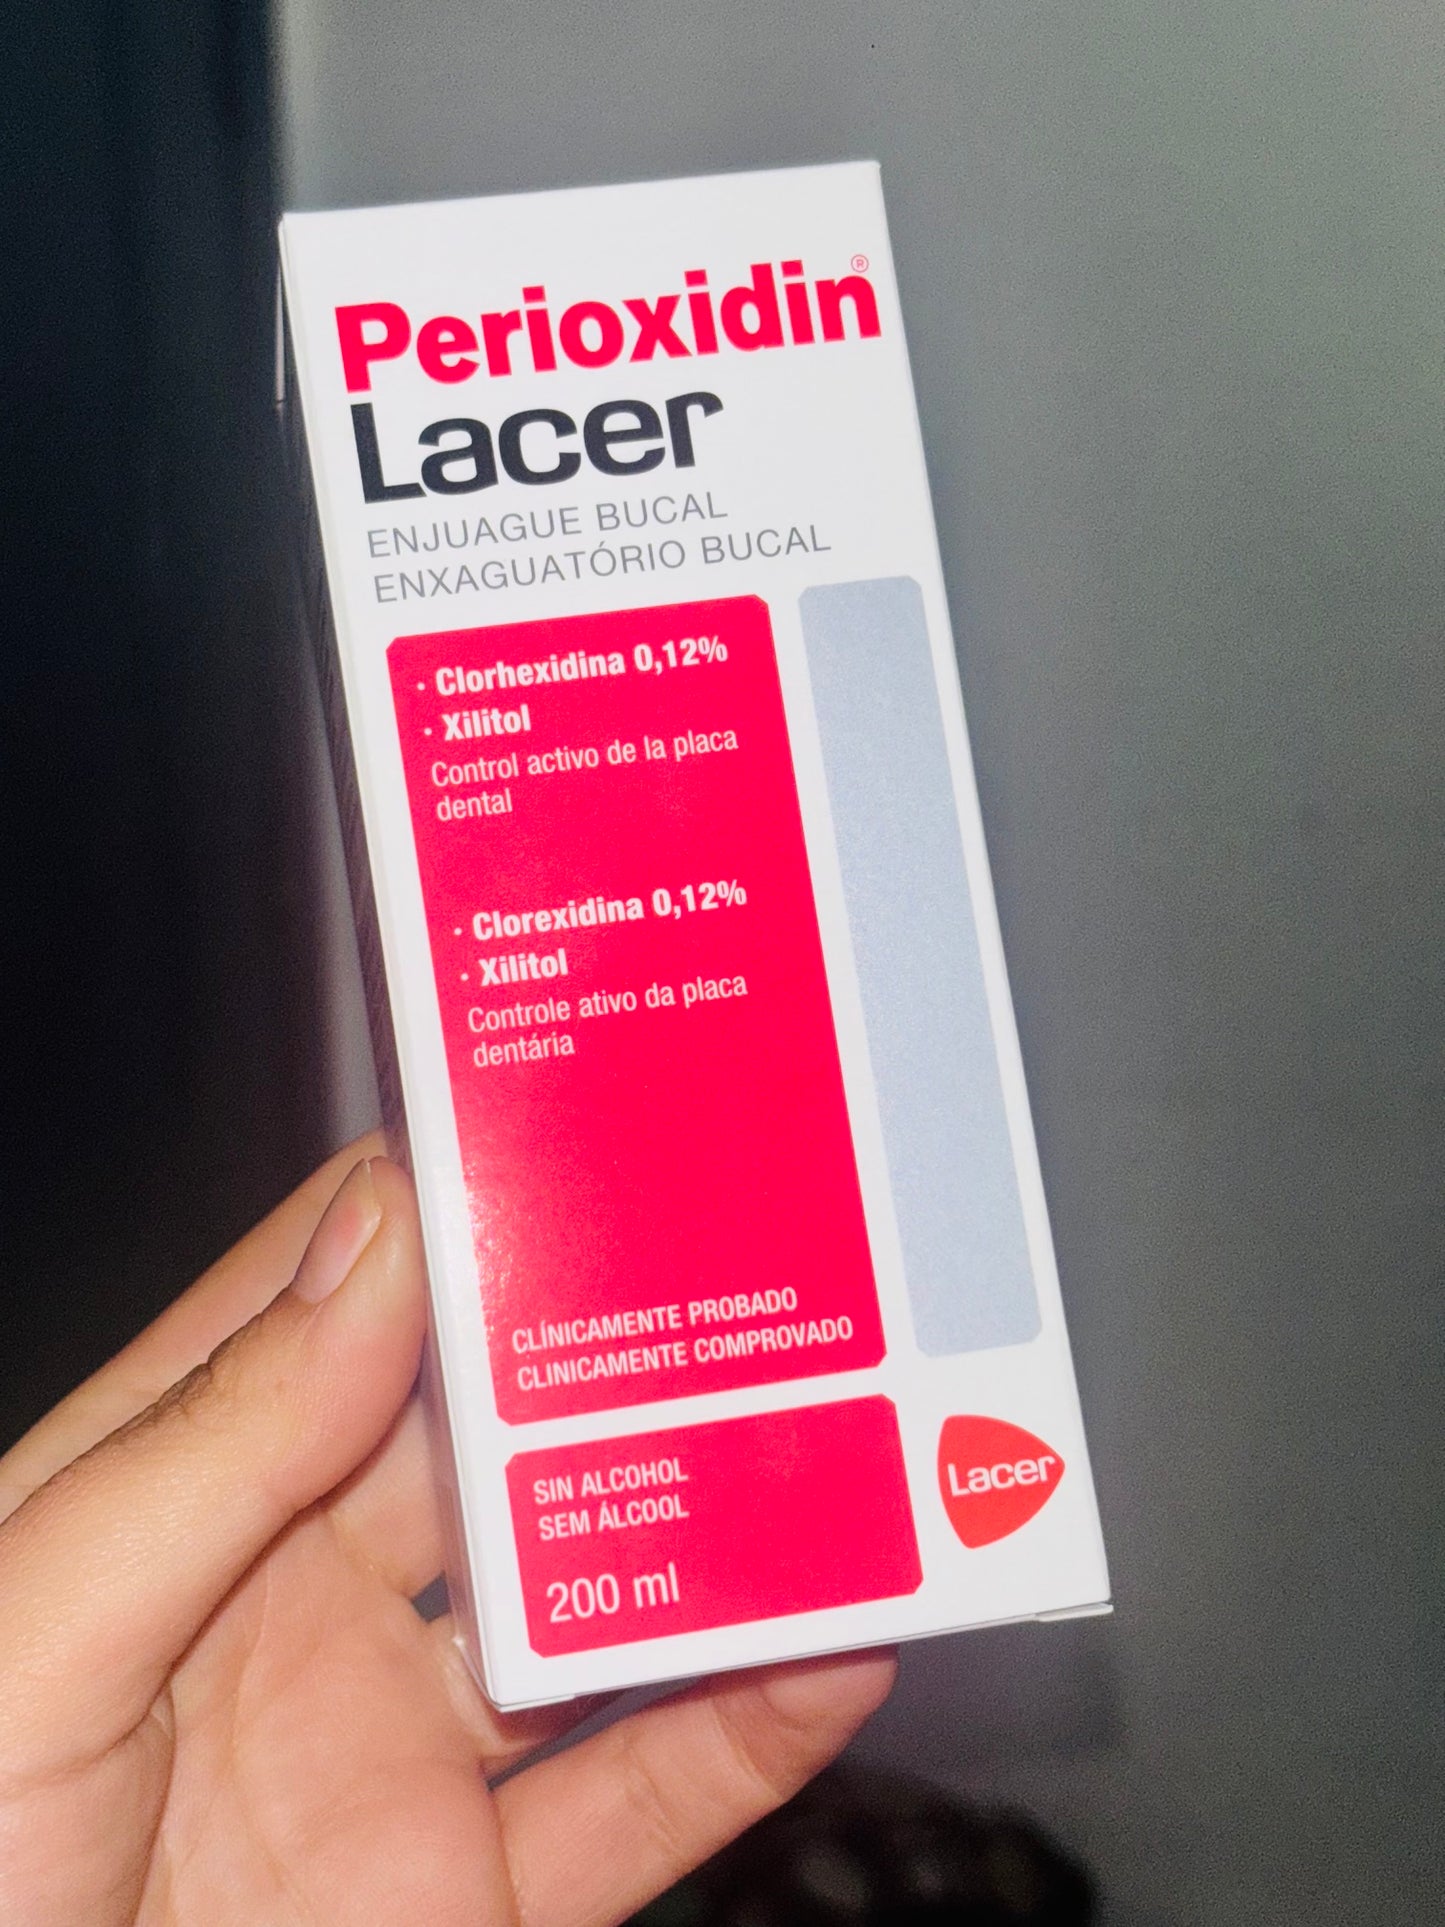 Perioxidin®
Lacer
ENJUAGUE BUCAL
ENXAGUATÓRIO BUCAL
· Clorhexidina 0,12%
· Xilitol
Control activo de la placa
dental
· Clorexidina 0,12%
· Xilitol
Controle ativo da placa
dentária
CLÍNICAMENTE PROBADO
CLINICAMENTE COMPROVADO
SIN ALCOHOL
SEM ÁLCOOL
200 ml
Lacer